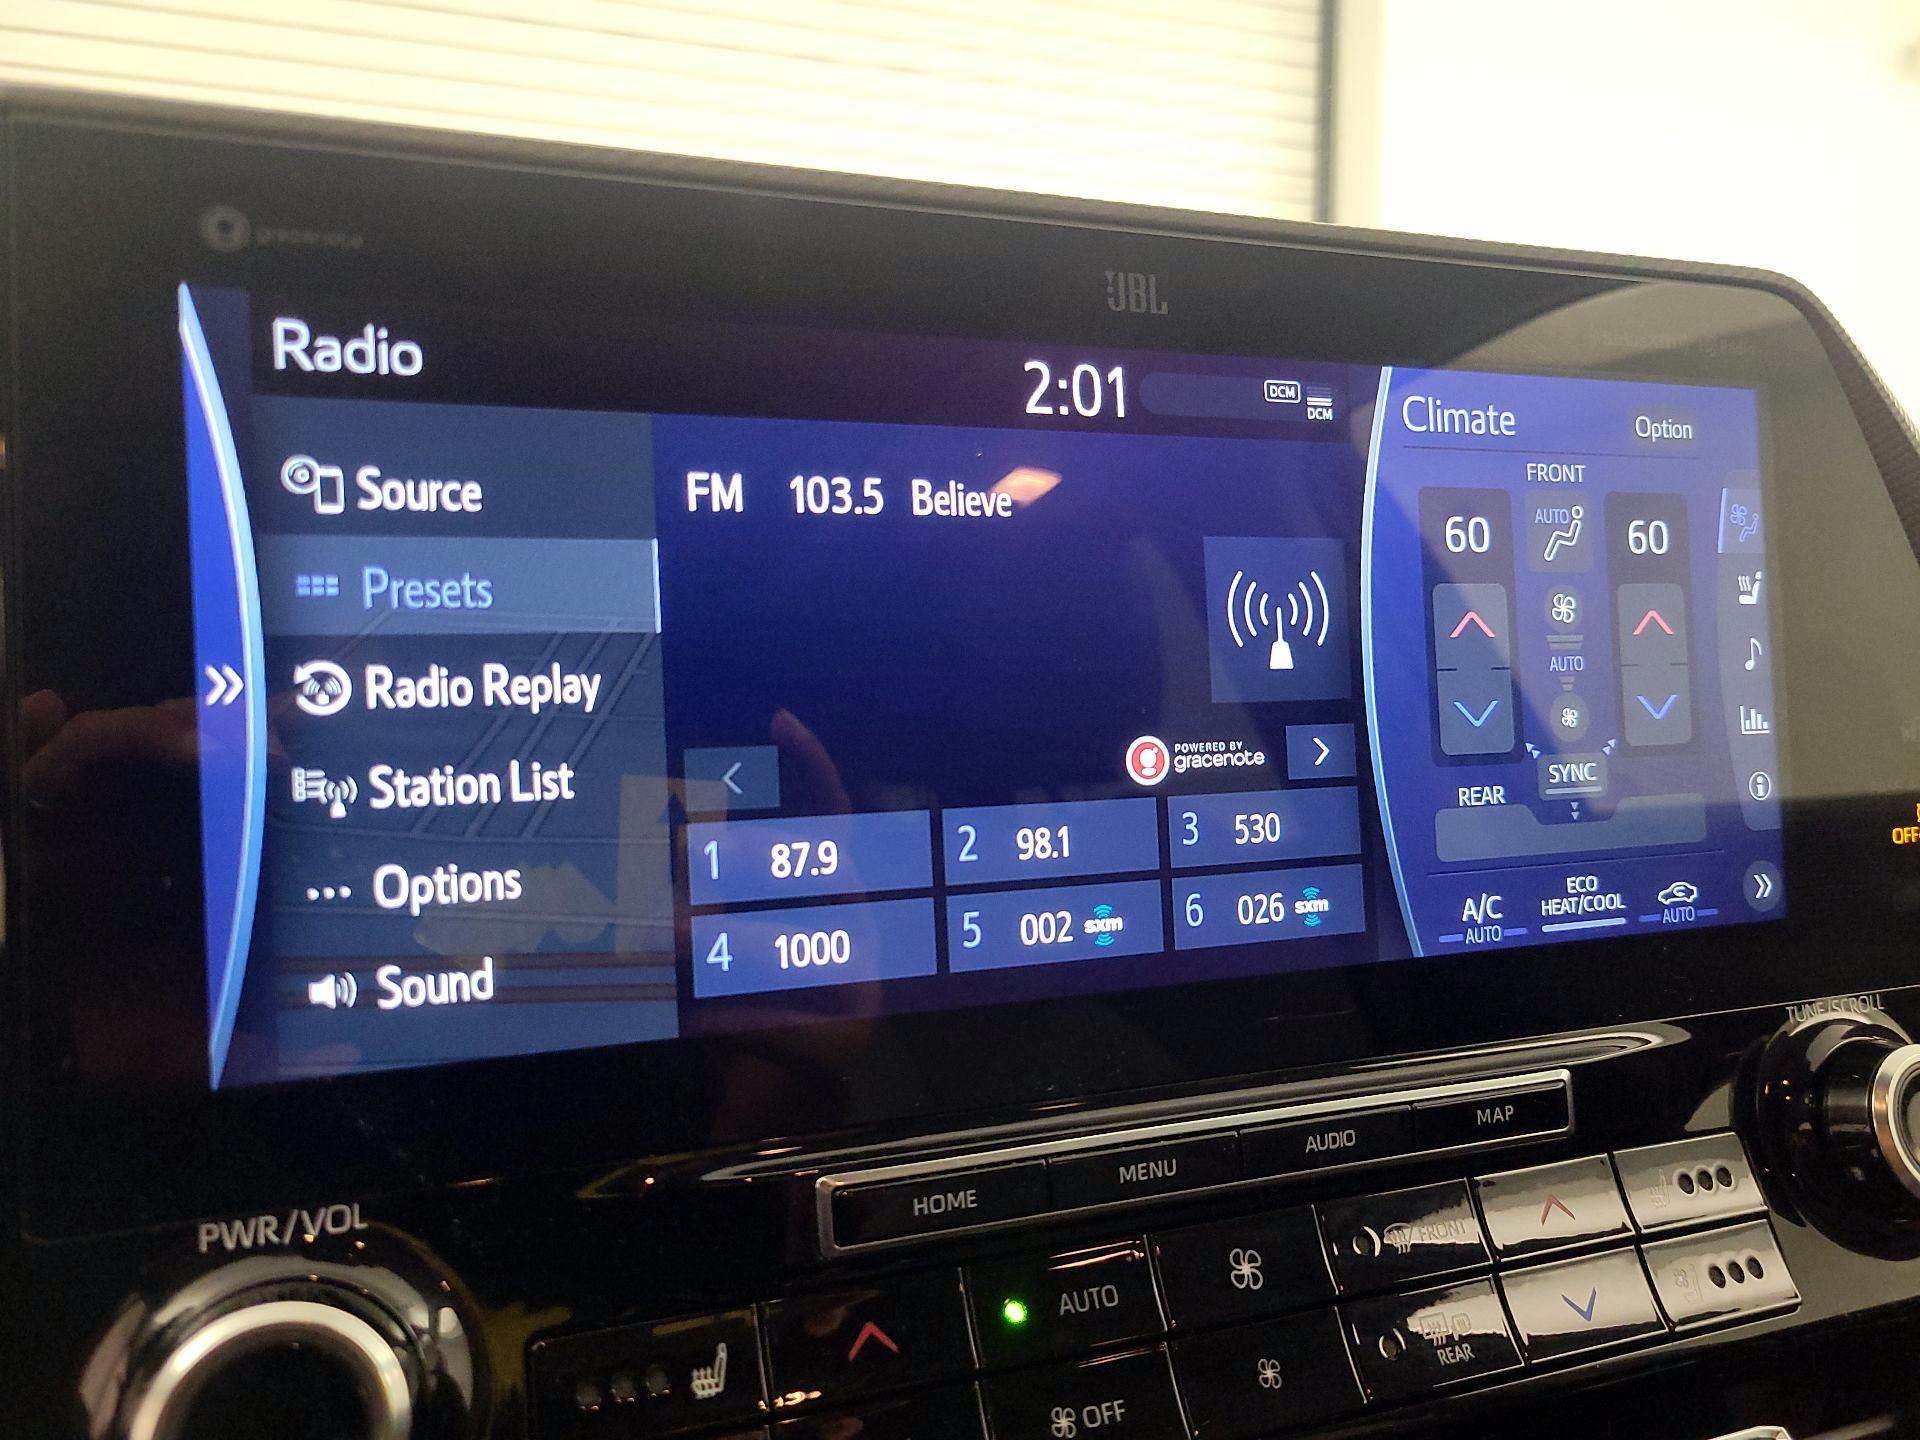 gracenote
JBL
Radio
2:01
DCM
DCM
Climate
Option
Source
Presets
Radio Replay
Station List
Options
Sound
FM 103.5 Believe
POWERED BY
gracenote
1 87.9
2 98.1
3 530
4 1000
5 002 sxm
6 026 sxm
FRONT
60
AUTO
60
AUTO
SYNC
REAR
A/C
AUTO
ECO
HEAT/COOL
AUTO
OFF
TUNE/SCROLL
PWR/VOL
HOME
MENU
AUDIO
MAP
AUTO
FRONT
REAR
OFF